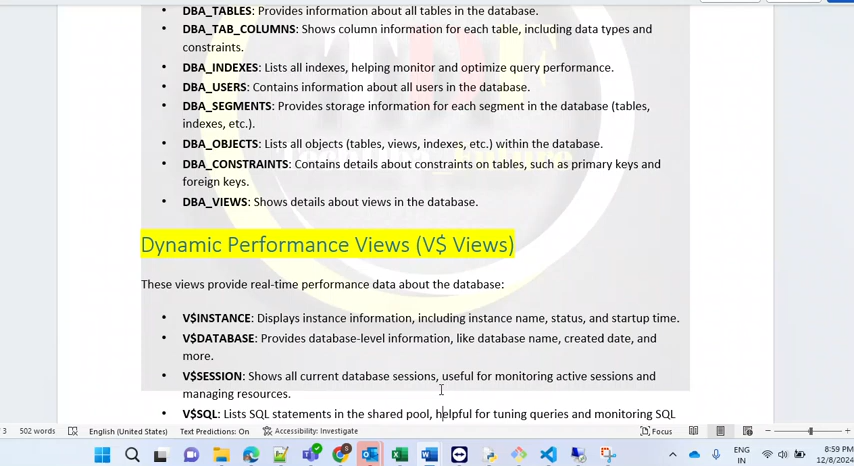 DBA_TABLES: Provides information about all tables in the database.
DBA_TAB_COLUMNS: Shows column information for each table, including data types and
constraints.
DBA_INDEXES: Lists all indexes, helping monitor and optimize query performance.
DBA_USERS: Contains information about all users in the database.
DBA_SEGMENTS: Provides storage information for each segment in the database (tables,
indexes, etc.).
DBA_OBJECTS: Lists all objects (tables, views, indexes, etc.) within the database.
DBA_CONSTRAINTS: Contains details about constraints on tables, such as primary keys and
foreign keys.
DBA_VIEWS: Shows details about views in the database.
Dynamic Performance Views (V$ Views)
These views provide real-time performance data about the database:
V$INSTANCE: Displays instance information, including instance name, status, and startup time.
V$DATABASE: Provides database-level information, like database name, created date, and
more.
V$SESSION: Shows all current database sessions, useful for monitoring active sessions and
managing resources.
V$SQL: Lists SQL statements in the shared pool, helpful for tuning queries and monitoring SQL
3 502 words English (United States) Text Predictions: On Accessibility: Investigate Focus
ENG
IN
8:59 PM
12/8/2024